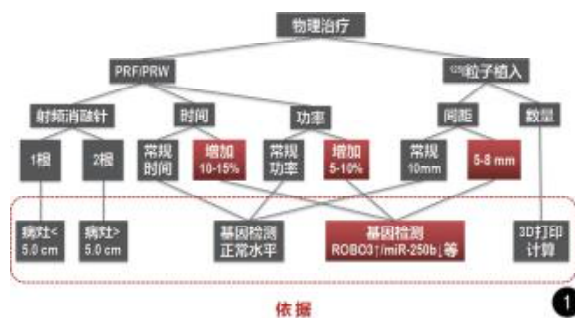 物理治疗
PRF/PRW
¹²⁵I粒子植入
射频消融针
时间
功率
间距
数量
1根
2根
常规
时间
增加
10-15%
常规
功率
增加
5-10%
常规
10mm
5-8 mm
病灶<
5.0 cm
病灶>
5.0 cm
基因检测
正常水平
基因检测
ROBO3↑/miR-250b↓等
3D打印
计算
依据
1